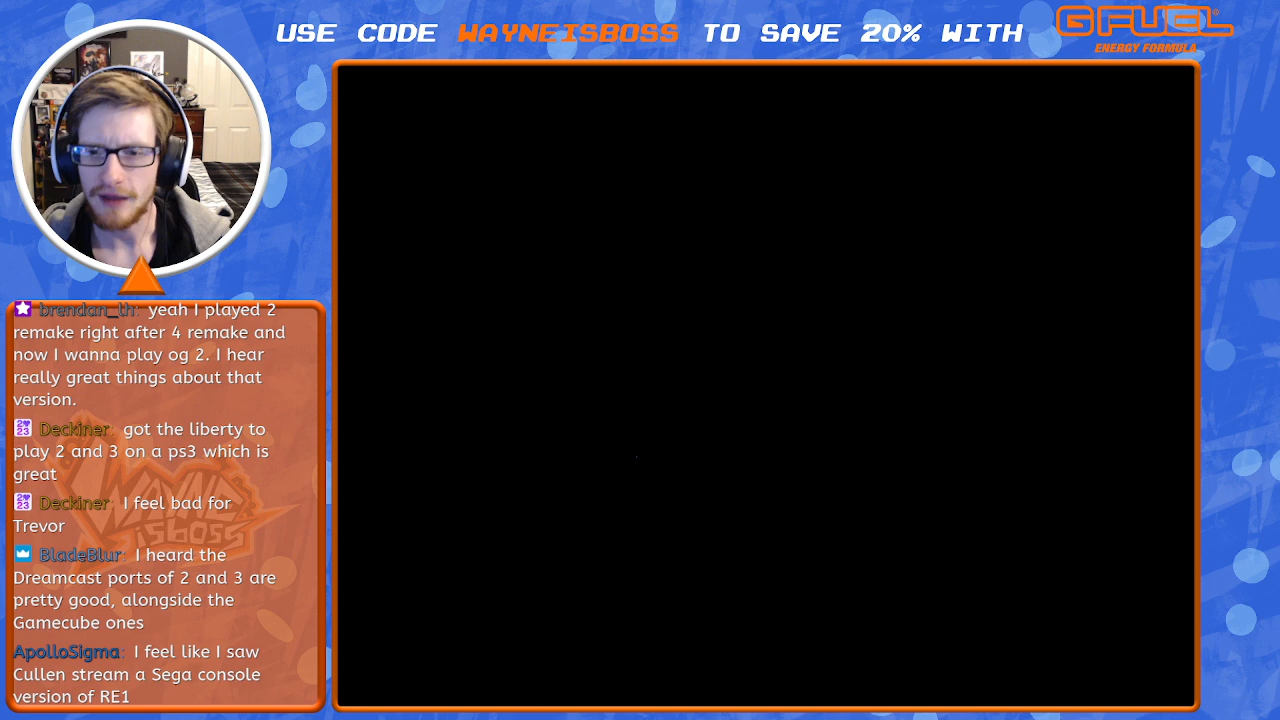 USE CODE WAYNEISBOSS TO SAVE 20% WITH
G FUEL®
ENERGY FORMULA
brendan_lh: yeah I played 2
remake right after 4 remake and
now I wanna play og 2. I hear
really great things about that
version.
Deckiner: got the liberty to
play 2 and 3 on a ps3 which is
great
Deckiner: I feel bad for
Trevor
BladeBlur: I heard the
Dreamcast ports of 2 and 3 are
pretty good, alongside the
Gamecube ones
ApolloSigma: I feel like I saw
Cullen stream a Sega console
version of RE1
WAYNE
isboss